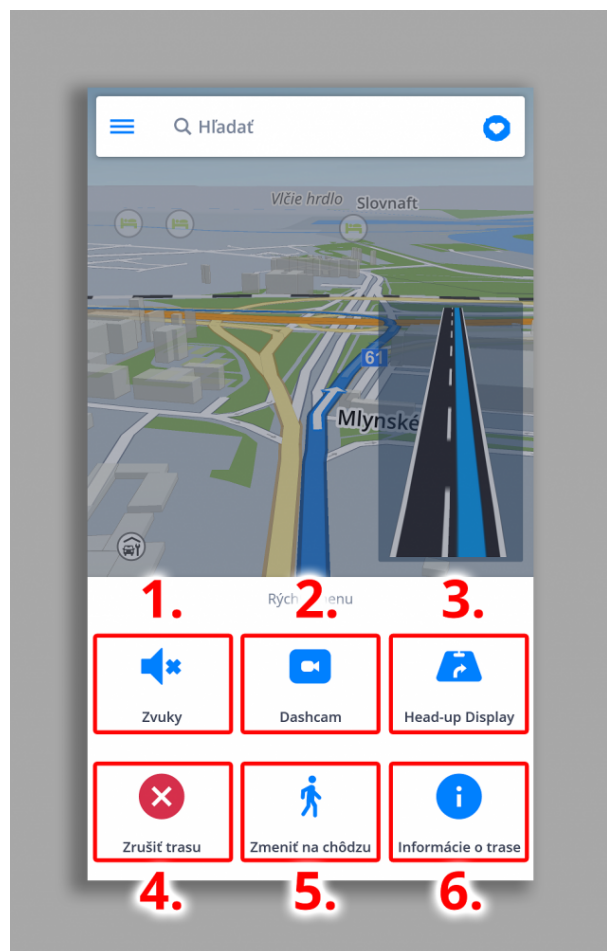 Hľadať
Vlčie hrdlo
Slovnaft
61
Mlynské
1.
2.
3.
Zvuky
Dashcam
Head-up Display
Zrušiť trasu
Zmeniť na chôdzu
Informácie o trase
4.
5.
6.